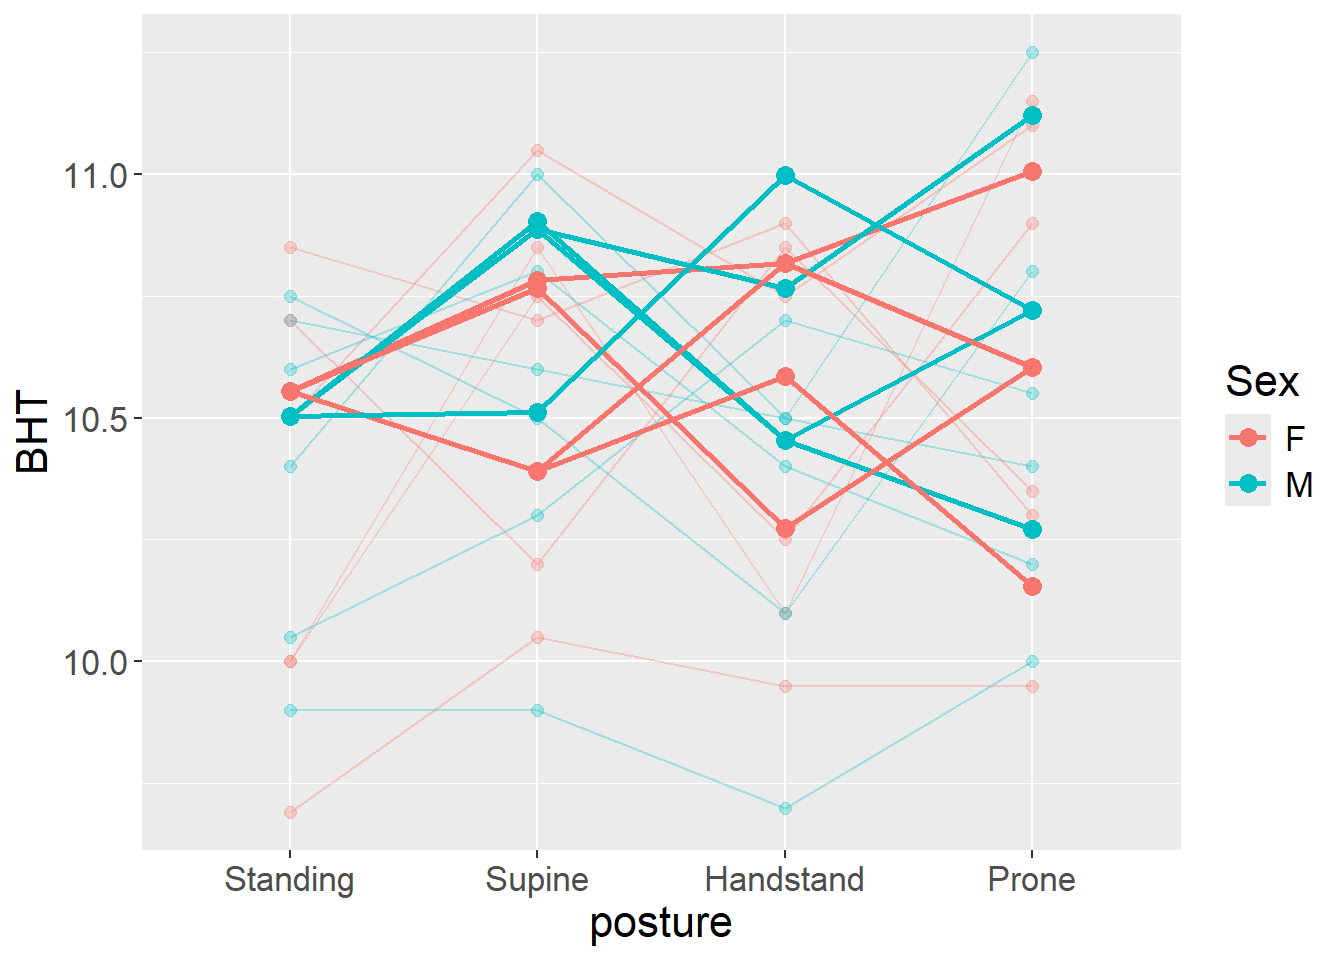 11.0
10.5
10.0
BHT
Standing Supine Handstand Prone
posture
Sex
F
M